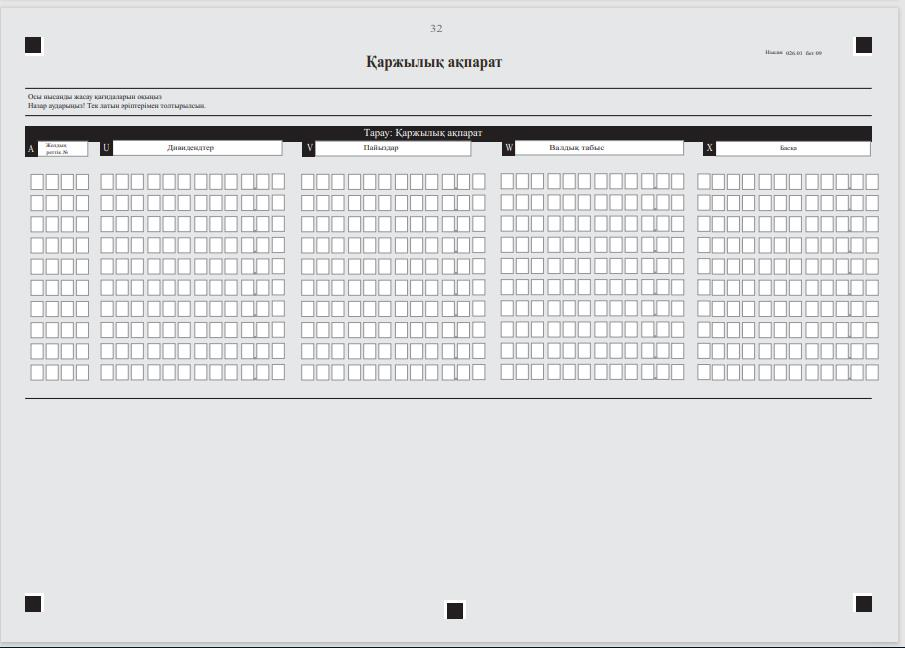 32
Нысан 026.01 бет 09
Қаржылық ақпарат
Осы нысанды жасау қағидаларын оқыңыз
Назар аударыңыз! Тек латын әріптерімен толтырылсын.
Тарау: Қаржылық ақпарат
A Жолдың реттік №
U Дивидендтер
V Пайыздар
W Валдық табыс
X Басқа